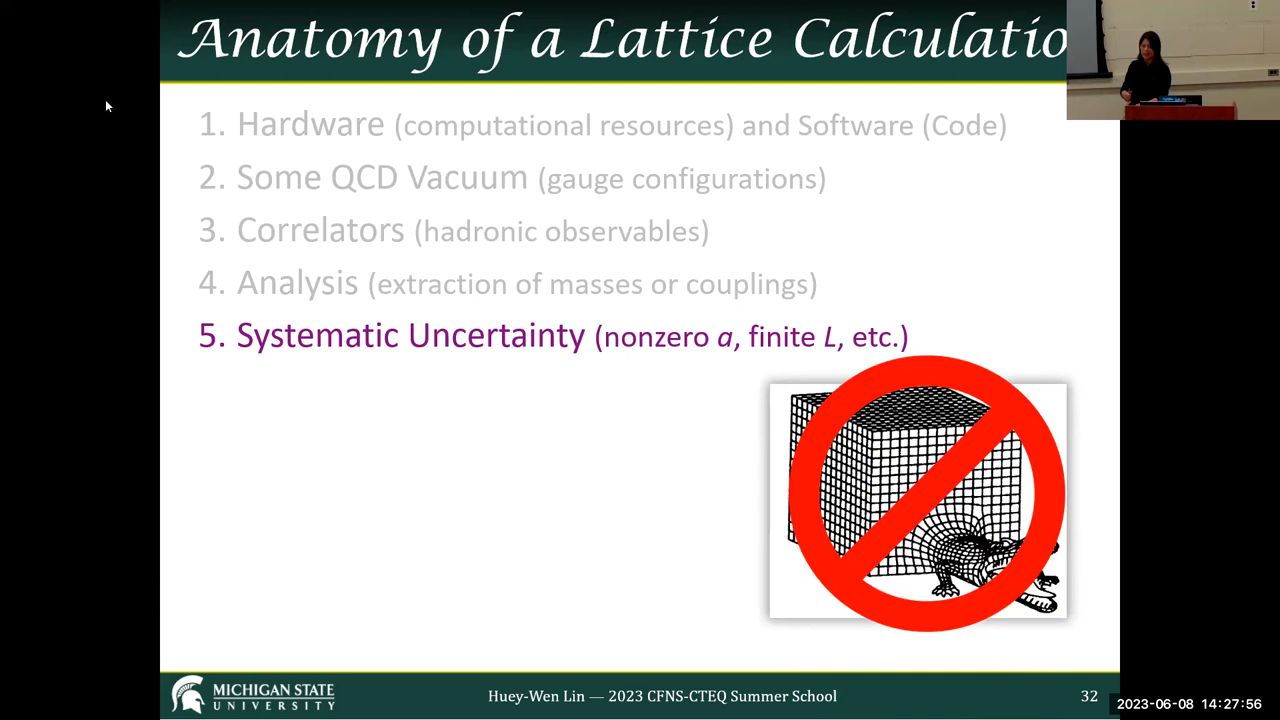 Anatomy of a Lattice Calculatio
1. Hardware (computational resources) and Software (Code)
2. Some QCD Vacuum (gauge configurations)
3. Correlators (hadronic observables)
4. Analysis (extraction of masses or couplings)
5. Systematic Uncertainty (nonzero a, finite L, etc.)
MICHIGAN STATE
UNIVERSITY
Huey-Wen Lin — 2023 CFNS-CTEQ Summer School
32
2023-06-08 14:27:56